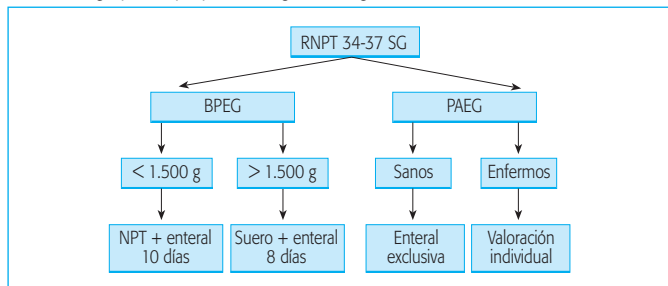 RNPT 34-37 SG
BPEG
PAEG
< 1.500 g
> 1.500 g
Sanos
Enfermos
NPT + enteral
10 días
Suero + enteral
8 días
Enteral
exclusiva
Valoración
individual